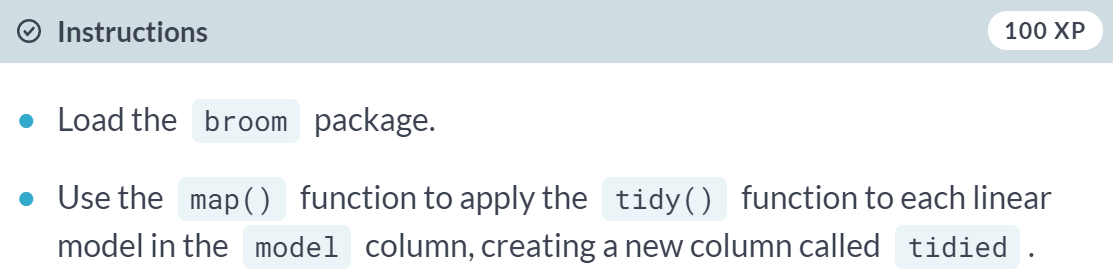 Instructions 100 XP
Load the broom package.
Use the map() function to apply the tidy() function to each linear
model in the model column, creating a new column called tidied .